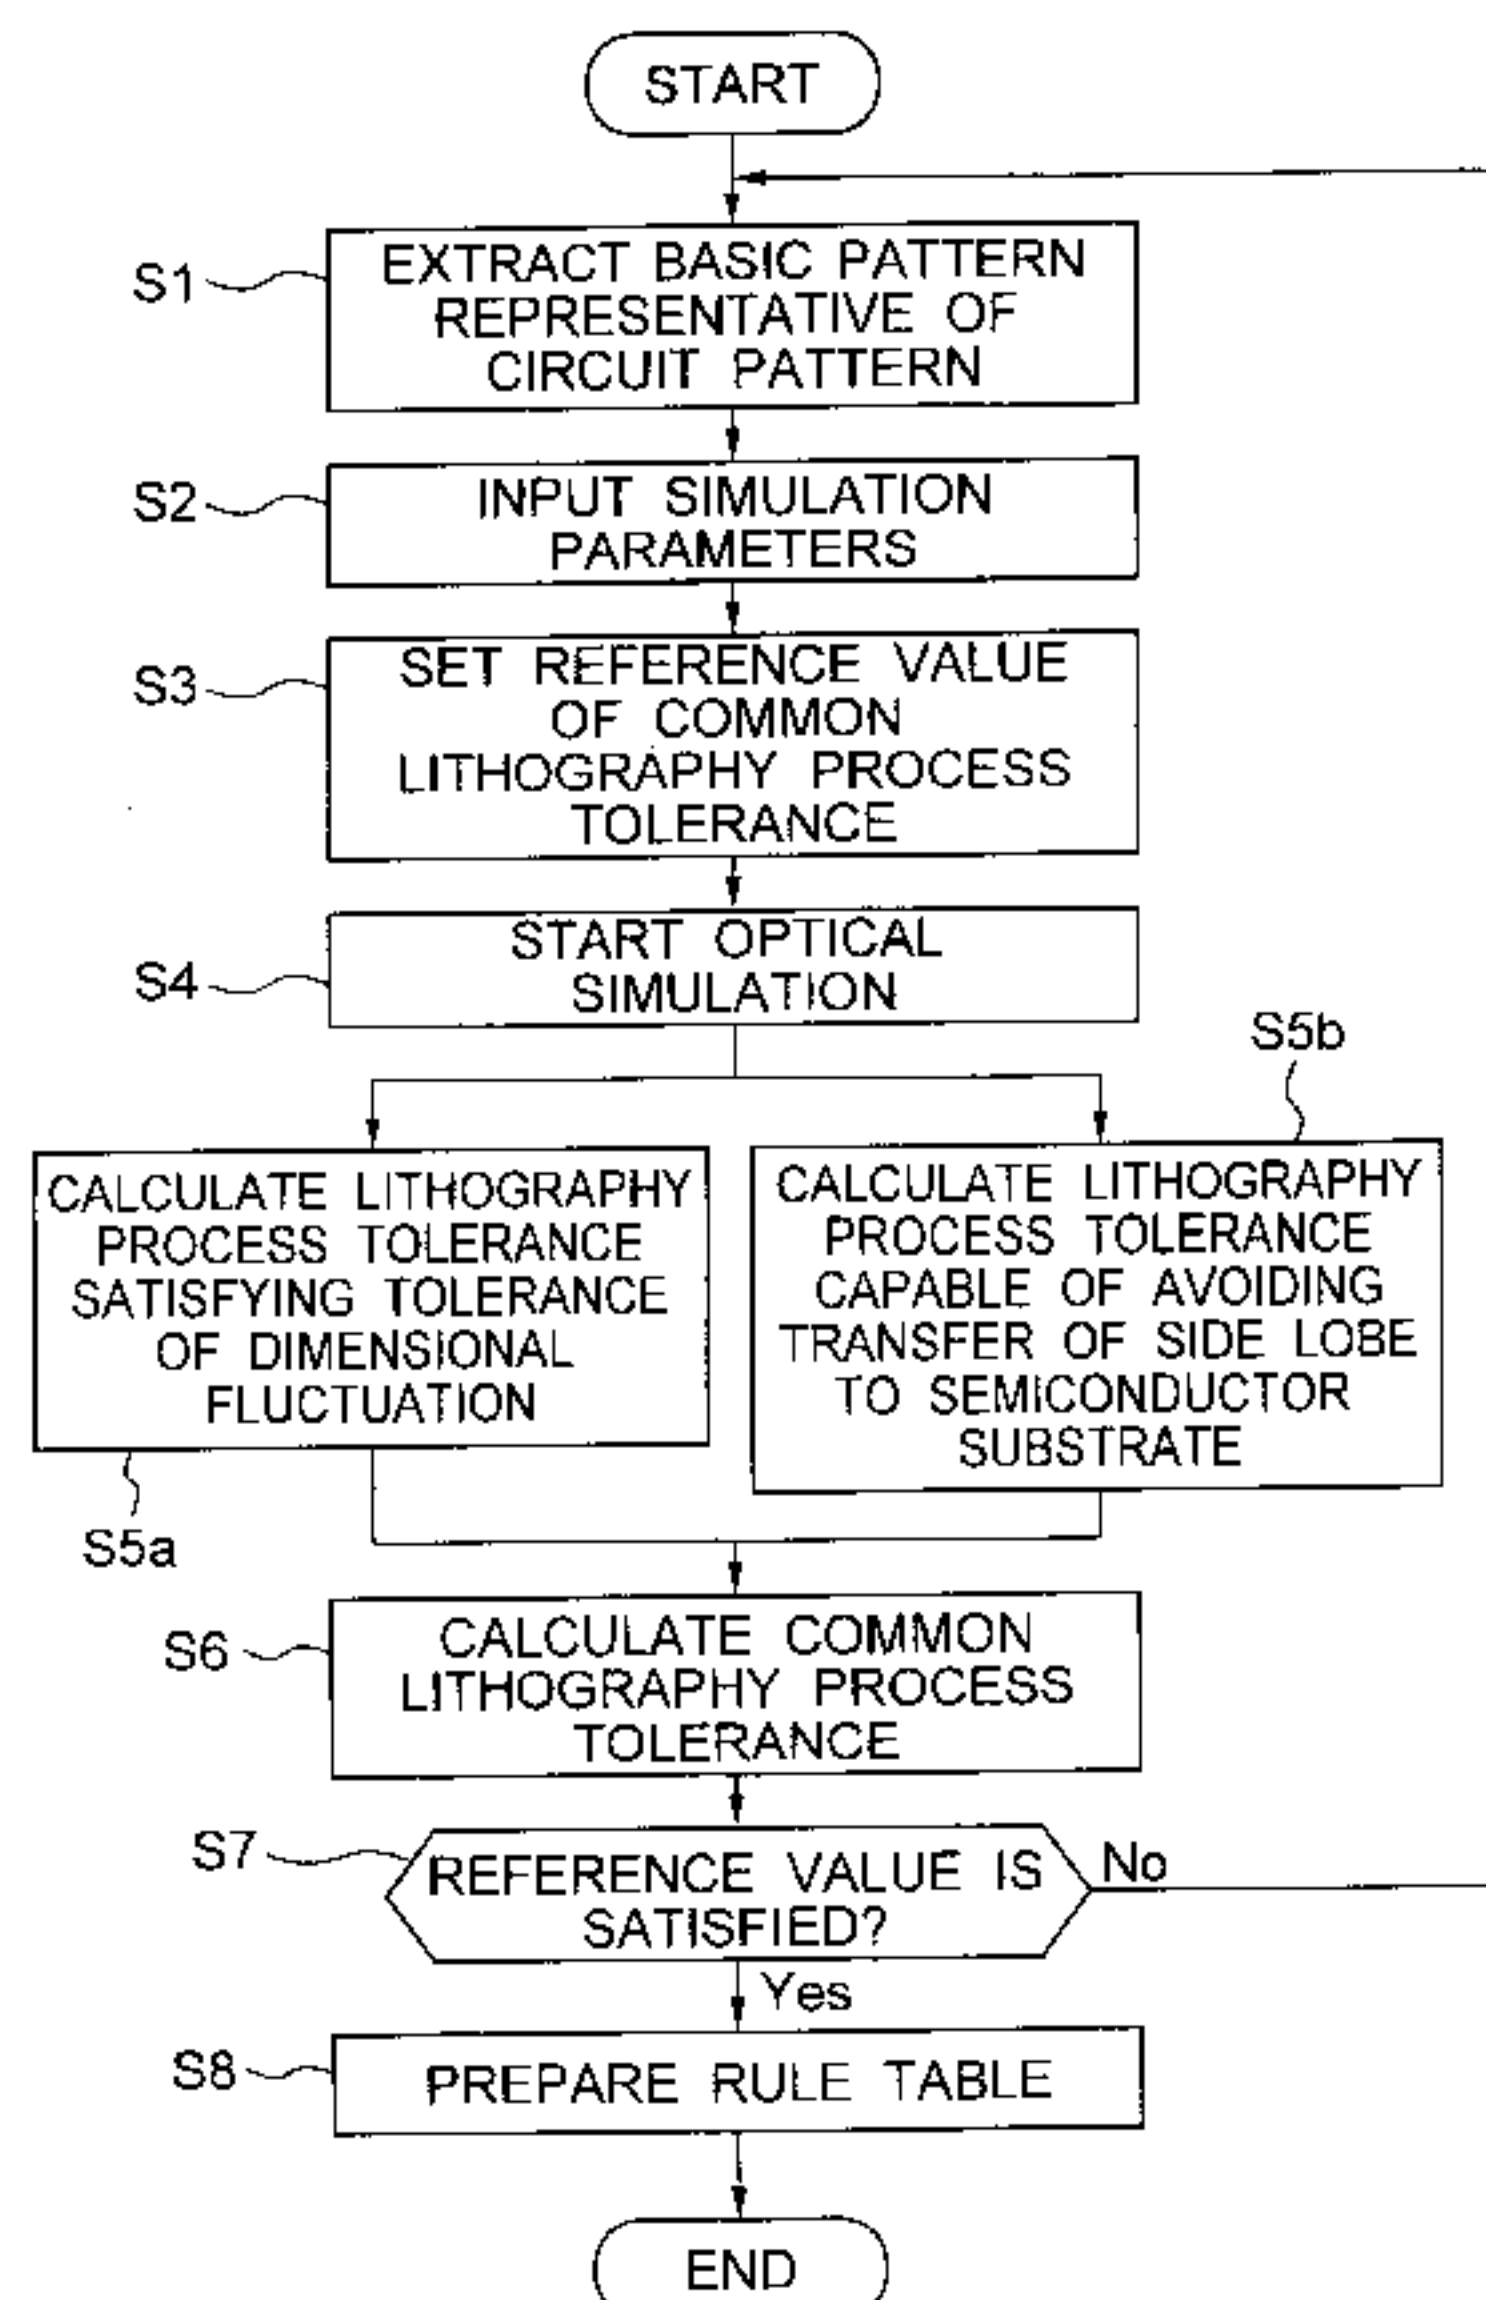 START
S1
EXTRACT BASIC PATTERN
REPRESENTATIVE OF
CIRCUIT PATTERN
S2
INPUT SIMULATION
PARAMETERS
S3
SET REFERENCE VALUE
OF COMMON
LITHOGRAPHY PROCESS
TOLERANCE
S4
START OPTICAL
SIMULATION
S5b
CALCULATE LITHOGRAPHY
PROCESS TOLERANCE
SATISFYING TOLERANCE
OF DIMENSIONAL
FLUCTUATION
S5a
CALCULATE LITHOGRAPHY
PROCESS TOLERANCE
CAPABLE OF AVOIDING
TRANSFER OF SIDE LOBE
TO SEMICONDUCTOR
SUBSTRATE
S6
CALCULATE COMMON
LITHOGRAPHY PROCESS
TOLERANCE
S7
REFERENCE VALUE IS
SATISFIED?
No
Yes
S8
PREPARE RULE TABLE
END